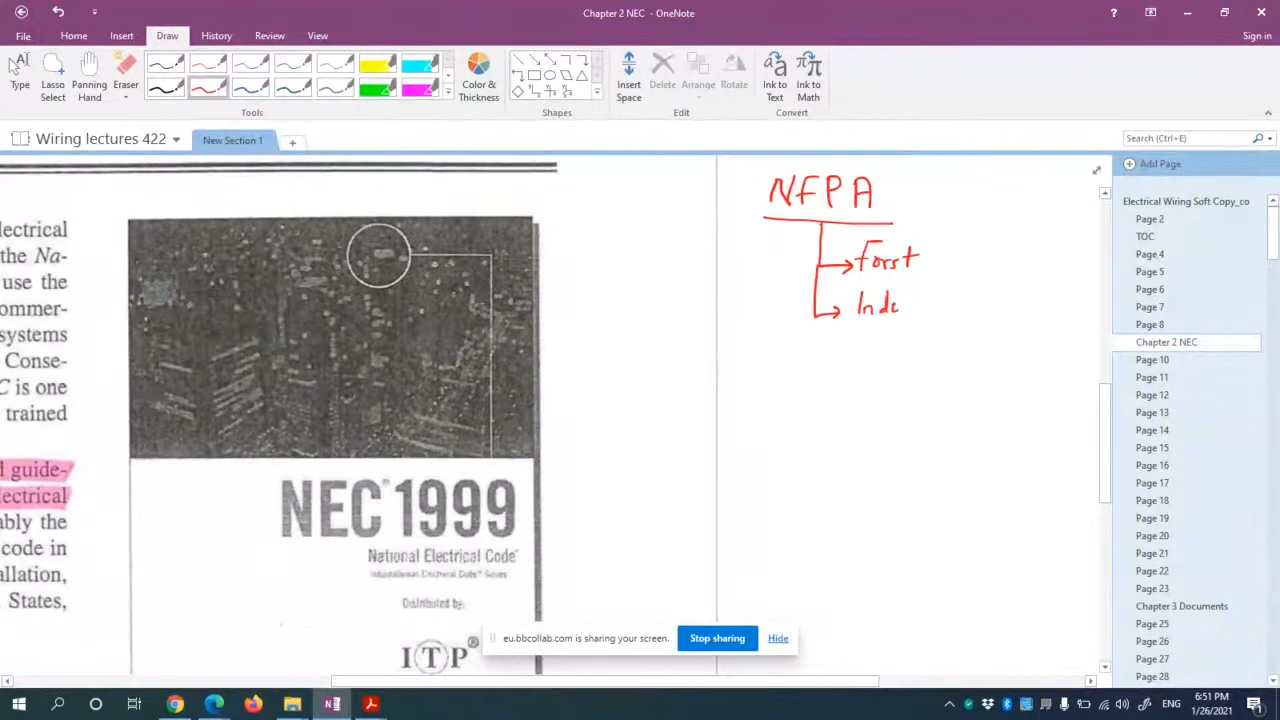 Chapter 2 NEC - OneNote
?
Sign in
File Home Insert Draw History Review View
Type Lasso Select Panning Hand Eraser Color & Thickness Insert Space Delete Arrange Rotate Ink to Text Ink to Math
Tools Shapes Edit Convert
Wiring lectures 422 New Section 1 +
Search (Ctrl+E)
Add Page
Electrical Wiring Soft Copy_co
Page 2
TOC
Page 4
Page 5
Page 6
Page 7
Page 8
Chapter 2 NEC
Page 10
Page 11
Page 12
Page 13
Page 14
Page 15
Page 16
Page 17
Page 18
Page 19
Page 20
Page 21
Page 22
Page 23
Chapter 3 Documents
Page 25
Page 26
Page 27
Page 28
lectrical
the Na-
use the
ommer-
systems
Conse-
C is one
trained
l guide-
lectrical
ably the
code in
allation,
States,
NEC® 1999
National Electrical Code®
International Electrical Code™ Series
Distributed by:
ITP®
NFPA
Forst
Inde
eu.bbcollab.com is sharing your screen. Stop sharing Hide
6:51 PM
1/26/2021